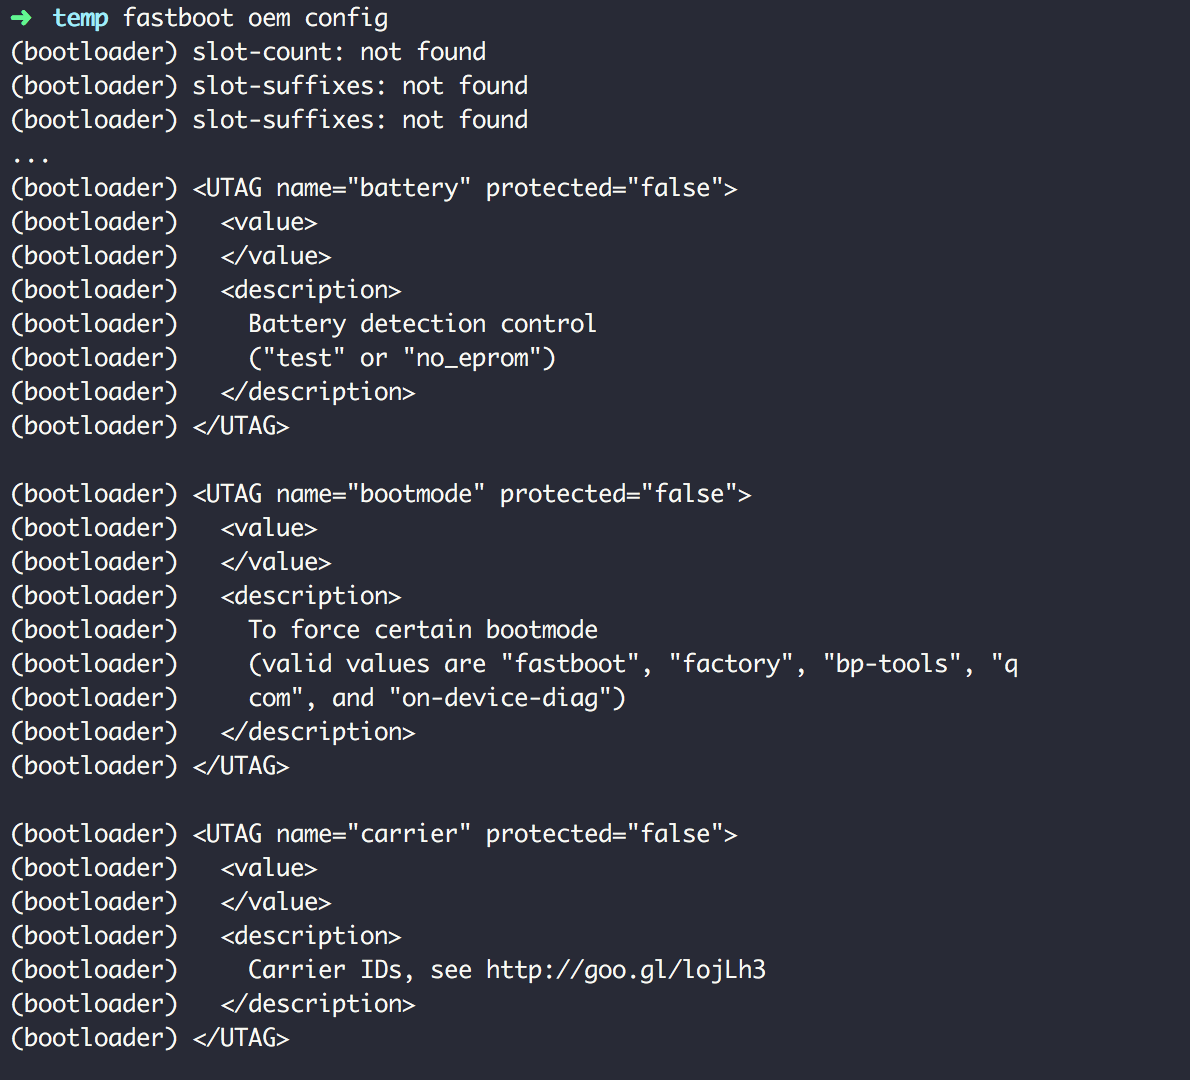 ➜  temp fastboot oem config
(bootloader) slot-count: not found
(bootloader) slot-suffixes: not found
(bootloader) slot-suffixes: not found
...
(bootloader) <UTAG name="battery" protected="false">
(bootloader)   <value>
(bootloader)   </value>
(bootloader)   <description>
(bootloader)     Battery detection control
(bootloader)     ("test" or "no_eprom")
(bootloader)   </description>
(bootloader) </UTAG>

(bootloader) <UTAG name="bootmode" protected="false">
(bootloader)   <value>
(bootloader)   </value>
(bootloader)   <description>
(bootloader)     To force certain bootmode
(bootloader)     (valid values are "fastboot", "factory", "bp-tools", "q
(bootloader)     com", and "on-device-diag")
(bootloader)   </description>
(bootloader) </UTAG>

(bootloader) <UTAG name="carrier" protected="false">
(bootloader)   <value>
(bootloader)   </value>
(bootloader)   <description>
(bootloader)     Carrier IDs, see http://goo.gl/lojLh3
(bootloader)   </description>
(bootloader) </UTAG>